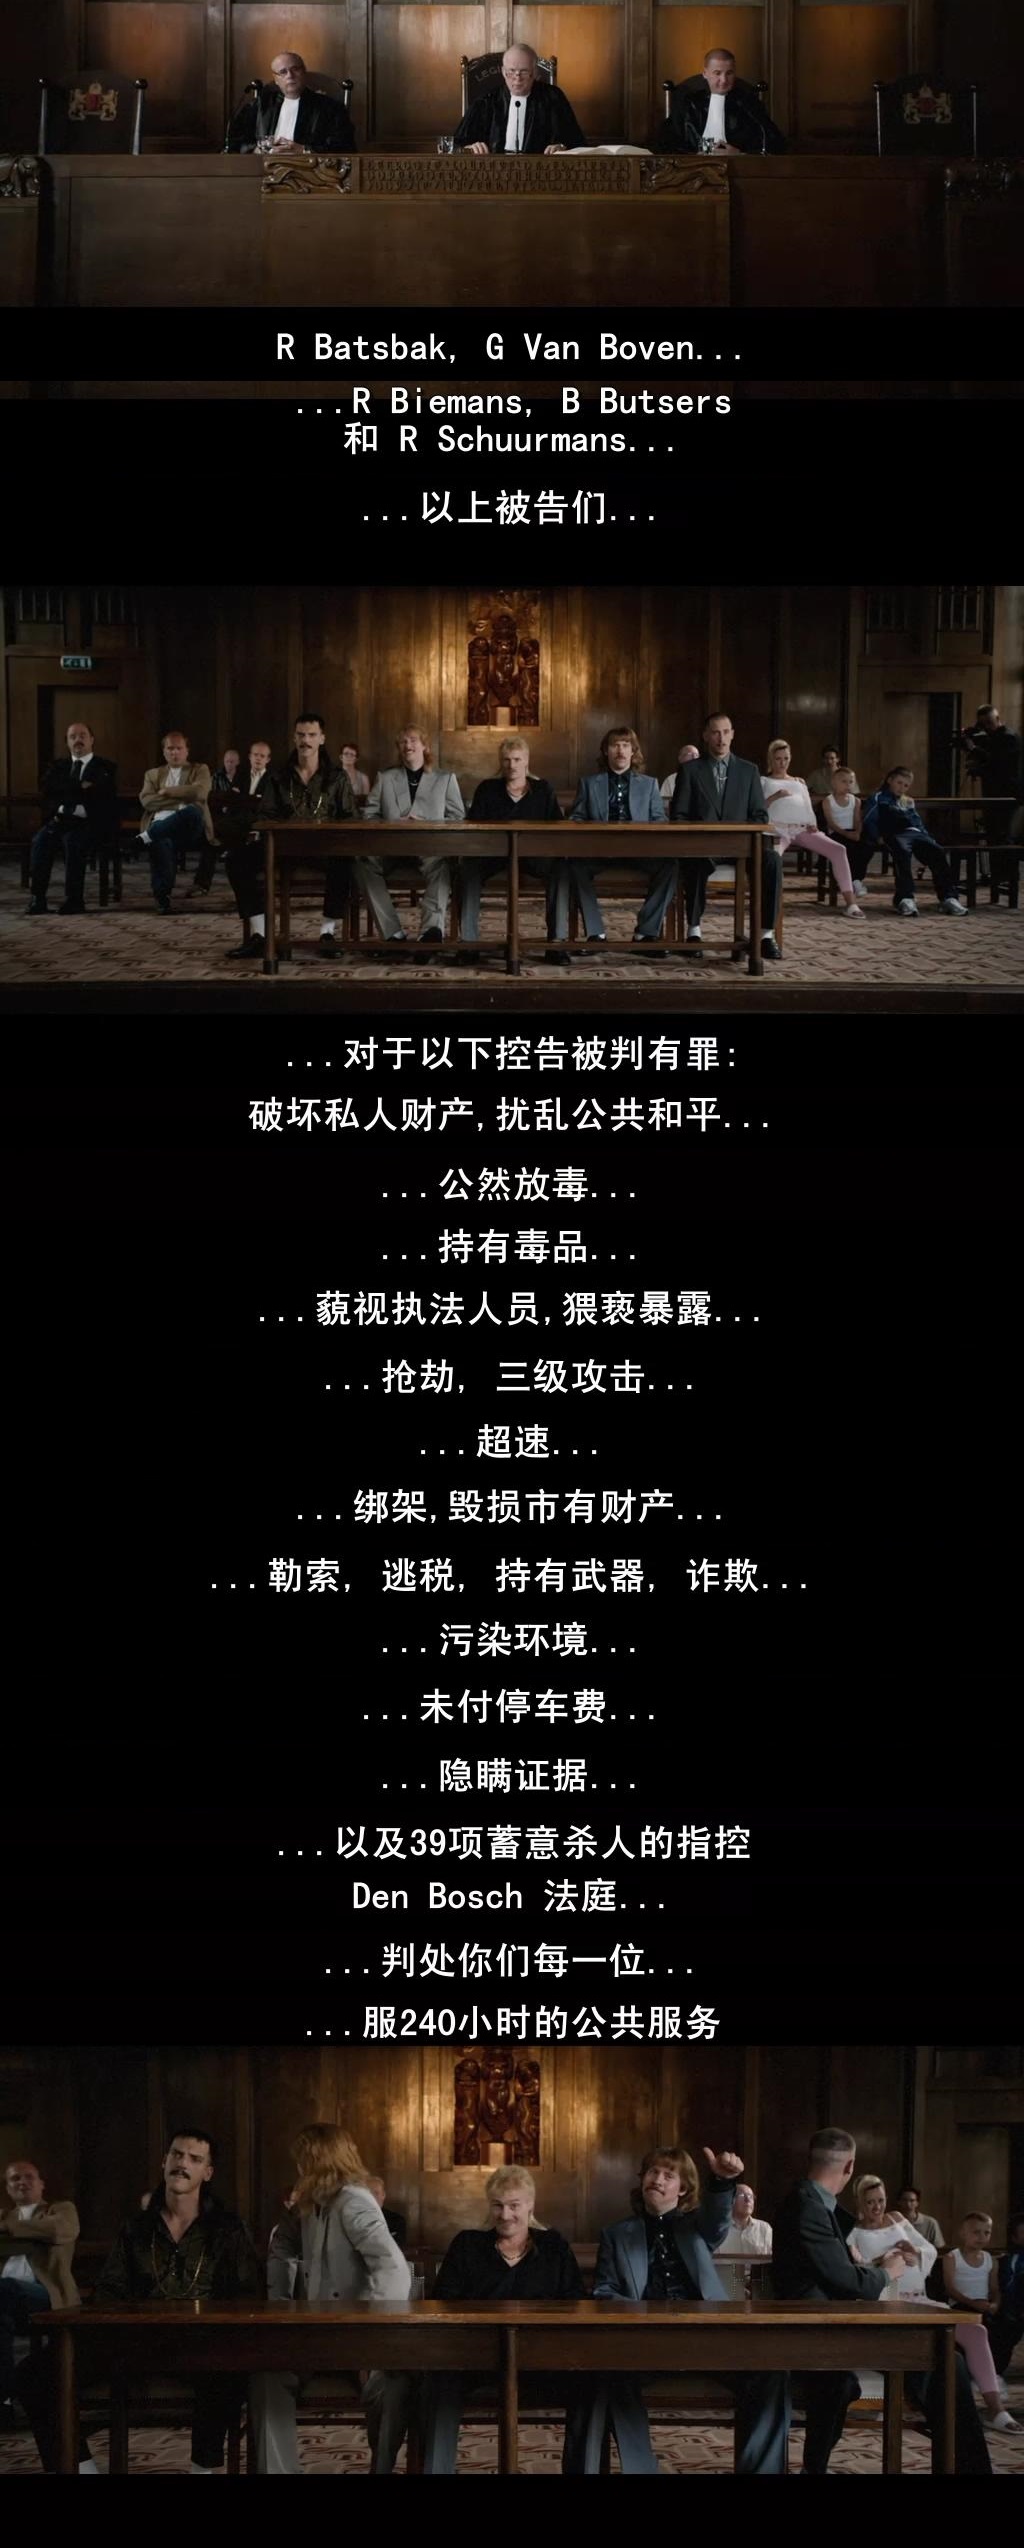 R Batsbak, G Van Boven...
...R Biemans, B Butsers
和 R Schuurmans...
...以上被告们...
...对于以下控告被判有罪:
破坏私人财产,扰乱公共和平...
...公然放毒...
...持有毒品...
...藐视执法人员,猥亵暴露...
...抢劫, 三级攻击...
...超速...
...绑架,毁损市有财产...
...勒索, 逃税, 持有武器, 诈欺...
...污染环境...
...未付停车费...
...隐瞒证据...
...以及39项蓄意杀人的指控
Den Bosch 法庭...
...判处你们每一位...
...服240小时的公共服务